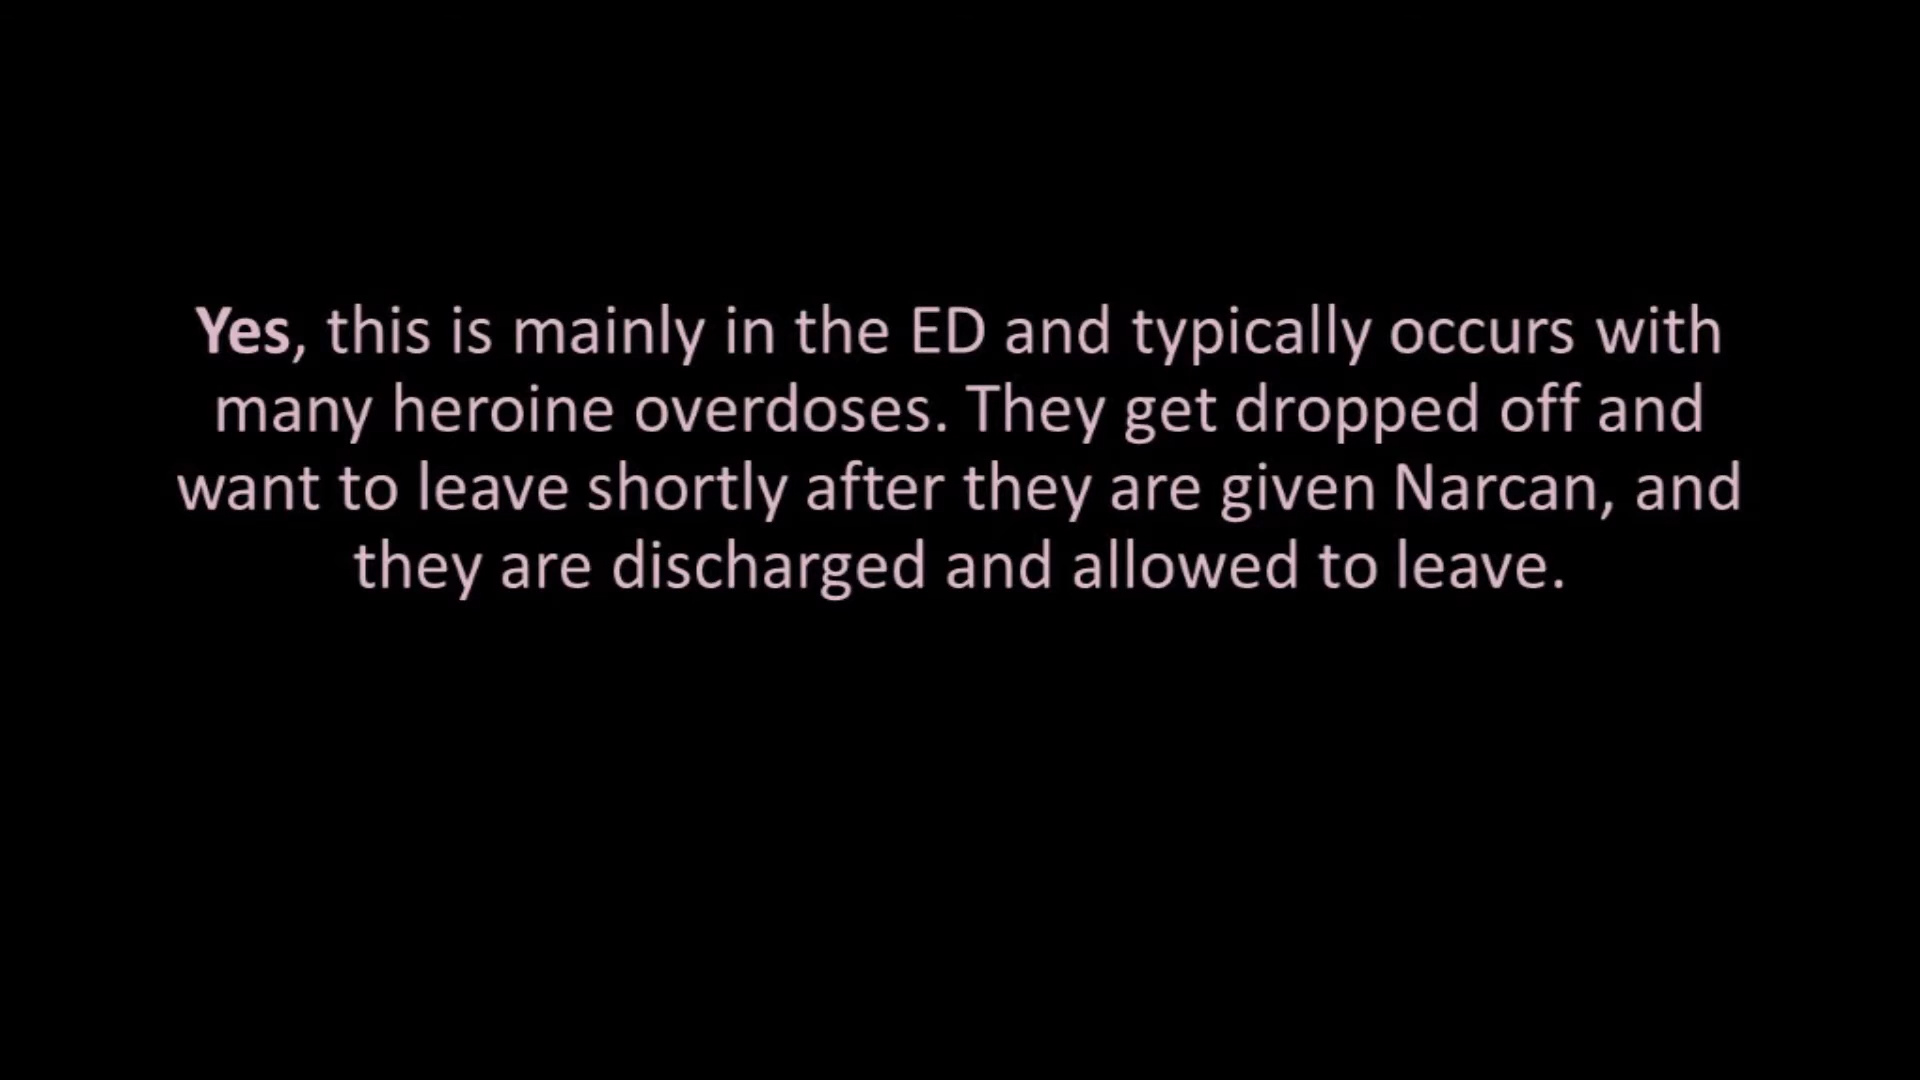 Yes, this is mainly in the ED and typically occurs with
many heroine overdoses. They get dropped off and
want to leave shortly after they are given Narcan, and
they are discharged and allowed to leave.